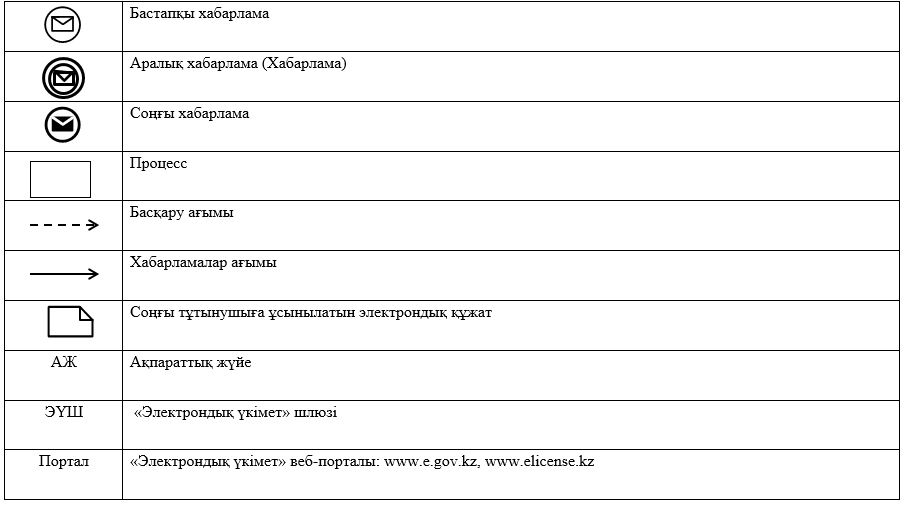 Бастапқы хабарлама
Аралық хабарлама (Хабарлама)
Соңғы хабарлама
Процесс
Басқару ағымы
Хабарламалар ағымы
Соңғы тұтынушыға ұсынылатын электрондық құжат
АЖ Ақпараттық жүйе
ЭҮШ «Электрондық үкімет» шлюзі
Портал «Электрондық үкімет» веб-порталы: www.e.gov.kz, www.elicense.kz